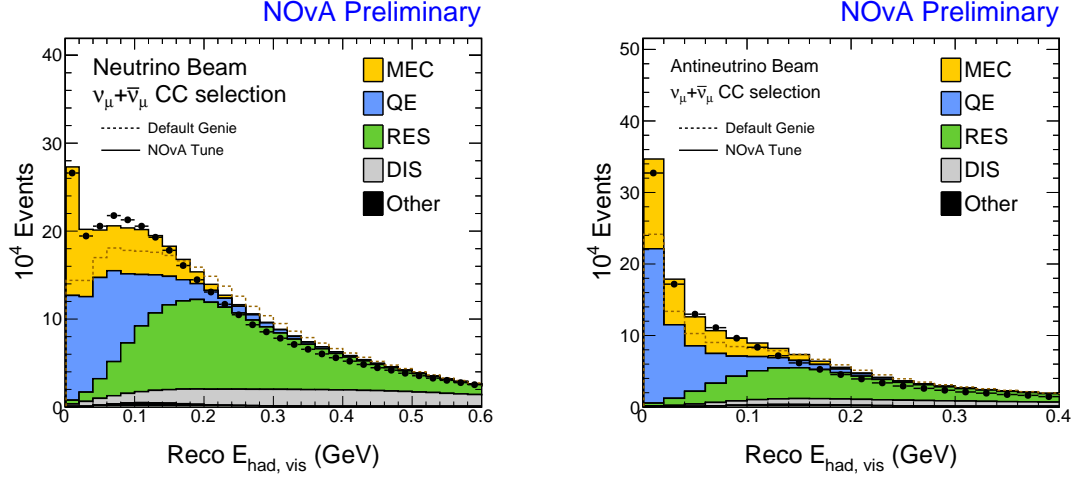 NOvA Preliminary
40
30
20
10
0
10⁴ Events
Neutrino Beam
νμ+ν̄μ CC selection
Default Genie
NOvA Tune
MEC
QE
RES
DIS
Other
0 0.1 0.2 0.3 0.4 0.5 0.6
Reco E had, vis (GeV)
NOvA Preliminary
50
40
30
20
10
0
10⁴ Events
Antineutrino Beam
νμ+ν̄μ CC selection
Default Genie
NOvA Tune
MEC
QE
RES
DIS
Other
0 0.1 0.2 0.3 0.4
Reco E had, vis (GeV)